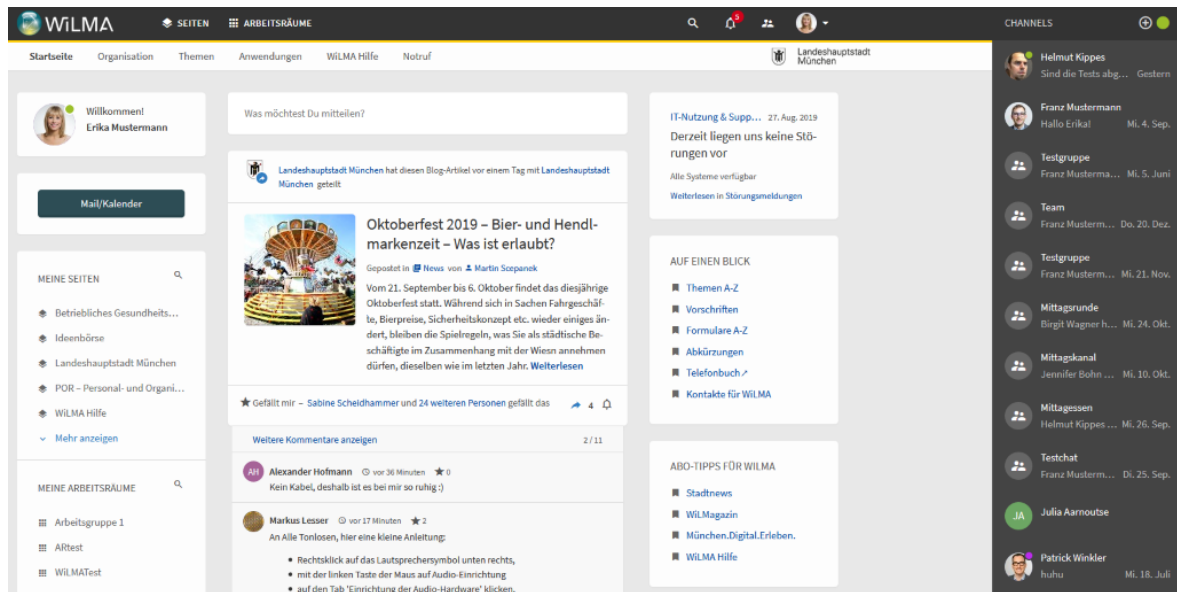 WiLMA
SEITEN
ARBEITSRÄUME
5
Startseite
Organisation
Themen
Anwendungen
WiLMA Hilfe
Notruf
Landeshauptstadt
München
Willkommen!
Erika Mustermann
Mail/Kalender
MEINE SEITEN
Betriebliches Gesundheits...
Ideenbörse
Landeshauptstadt München
POR – Personal- und Organi...
WiLMA Hilfe
Mehr anzeigen
MEINE ARBEITSRÄUME
Arbeitsgruppe 1
ARtest
WiLMATest
Was möchtest Du mitteilen?
Landeshauptstadt München hat diesen Blog-Artikel vor einem Tag mit Landeshauptstadt
München geteilt
Oktoberfest 2019 – Bier- und Hendl-
markenzeit – Was ist erlaubt?
Gepostet in News von Martin Scepanek
Vom 21. September bis 6. Oktober findet das diesjährige
Oktoberfest statt. Während sich in Sachen Fahrgeschäf-
te, Bierpreise, Sicherheitskonzept etc. wieder einiges än-
dert, bleiben die Spielregeln, was Sie als städtische Be-
schäftigte im Zusammenhang mit der Wiesn annehmen
dürfen, dieselben wie im letzten Jahr. Weiterlesen
Gefällt mir – Sabine Scheidhammer und 24 weiteren Personen gefällt das
4
Weitere Kommentare anzeigen
2 / 11
AH
Alexander Hofmann vor 36 Minuten 0
Kein Kabel, deshalb ist es bei mir so ruhig :)
Markus Lesser vor 17 Minuten 2
An Alle Tonlosen, hier eine kleine Anleitung:
• Rechtsklick auf das Lautsprechersymbol unten rechts,
• mit der linken Taste der Maus auf Audio-Einrichtung
• auf den Tab 'Einrichtung der Audio-Hardware' klicken.
IT-Nutzung & Supp... 27. Aug. 2019
Derzeit liegen uns keine Stö-
rungen vor
Alle Systeme verfügbar
Weiterlesen in Störungsmeldungen
AUF EINEN BLICK
Themen A-Z
Vorschriften
Formulare A-Z
Abkürzungen
Telefonbuch
Kontakte für WiLMA
ABO-TIPPS FÜR WILMA
Stadtnews
WiLMagazin
München.Digital.Erleben.
WiLMA Hilfe
CHANNELS
Helmut Kippes
Sind die Tests abg... Gestern
Franz Mustermann
Hallo Erika! Mi. 4. Sep.
Testgruppe
Franz Musterma... Mi. 5. Juni
Team
Franz Musterm... Do. 20. Dez.
Testgruppe
Franz Musterm... Mi. 21. Nov.
Mittagsrunde
Birgit Wagner h... Mi. 24. Okt.
Mittagskanal
Jennifer Bohn ... Mi. 10. Okt.
Mittagessen
Helmut Kippes ... Mi. 26. Sep.
Testchat
Franz Musterm... Di. 25. Sep.
JA
Julia Aarnoutse
Patrick Winkler
huhu Mi. 18. Juli